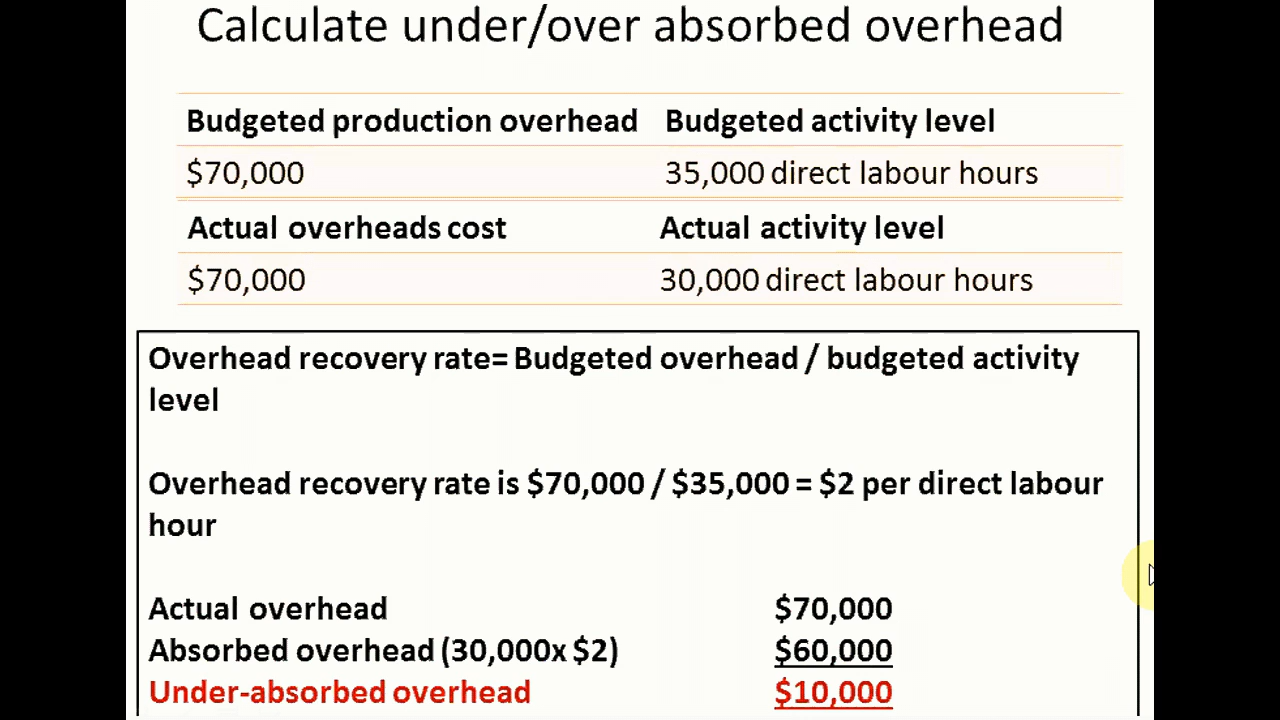 Calculate under/over absorbed overhead
Budgeted production overhead Budgeted activity level
$70,000 35,000 direct labour hours
Actual overheads cost Actual activity level
$70,000 30,000 direct labour hours
Overhead recovery rate= Budgeted overhead / budgeted activity
level
Overhead recovery rate is $70,000 / $35,000 = $2 per direct labour
hour
Actual overhead $70,000
Absorbed overhead (30,000x $2) $60,000
Under-absorbed overhead $10,000